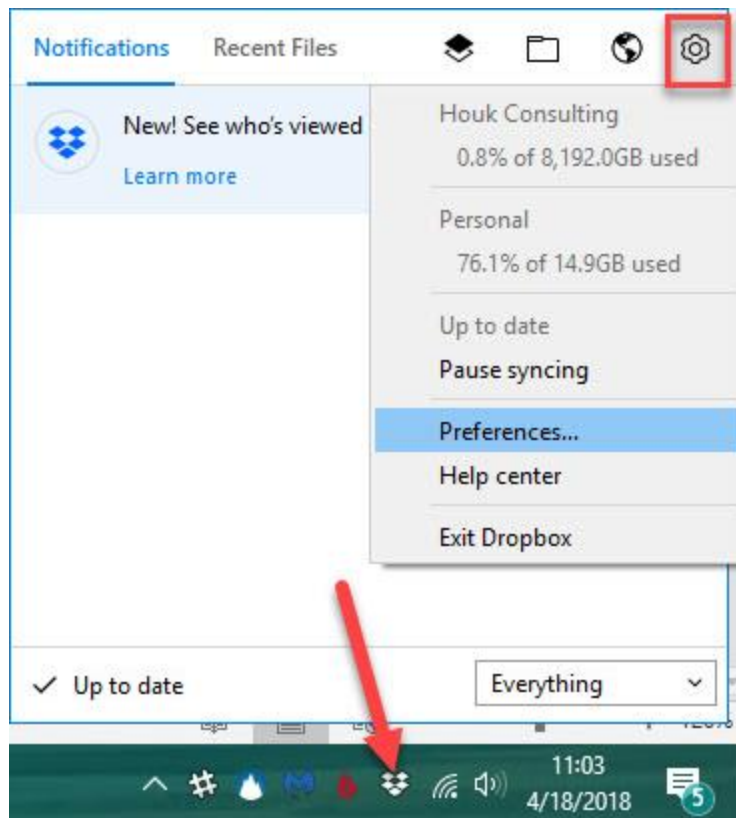 Notifications Recent Files
New! See who's viewed
Learn more
Houk Consulting
0.8% of 8,192.0GB used
Personal
76.1% of 14.9GB used
Up to date
Pause syncing
Preferences...
Help center
Exit Dropbox
Up to date
Everything
11:03
4/18/2018
5